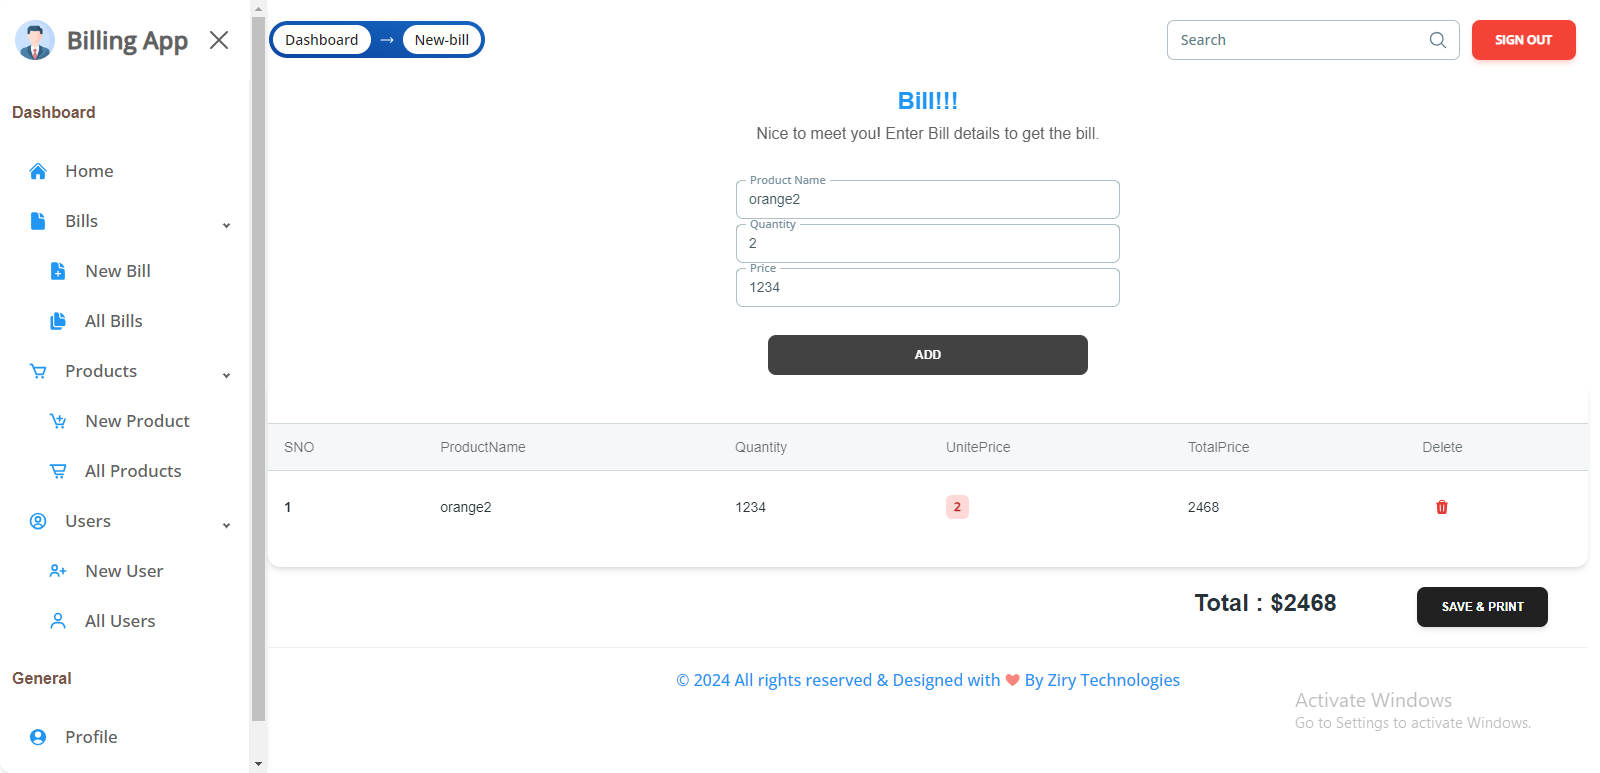 Billing App
Dashboard → New-bill
Search
SIGN OUT
Dashboard
Home
Bills
New Bill
All Bills
Products
New Product
All Products
Users
New User
All Users
General
Profile
Bill!!!
Nice to meet you! Enter Bill details to get the bill.
Product Name
orange2
Quantity
2
Price
1234
ADD
SNO ProductName Quantity UnitePrice TotalPrice Delete
1 orange2 1234 2 2468
Total : $2468
SAVE & PRINT
© 2024 All rights reserved & Designed with ❤ By Ziry Technologies
Activate Windows
Go to Settings to activate Windows.